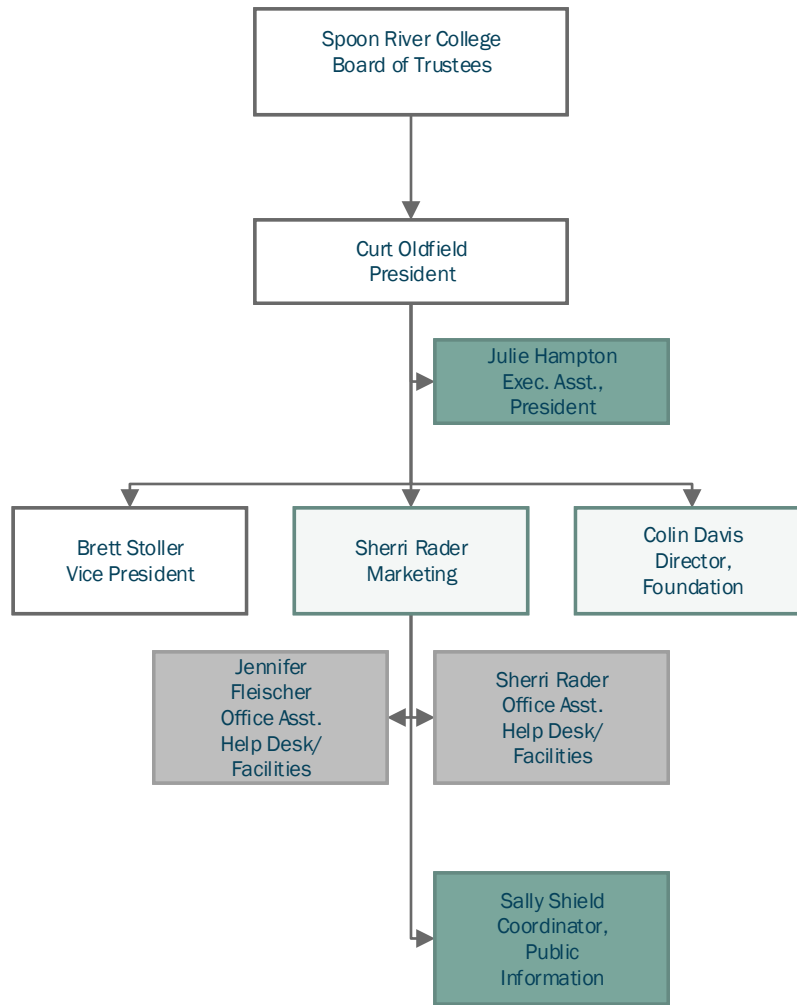 Spoon River College
Board of Trustees
Curt Oldfield
President
Julie Hampton
Exec. Asst.,
President
Brett Stoller
Vice President
Sherri Rader
Marketing
Colin Davis
Director,
Foundation
Jennifer
Fleischer
Office Asst.
Help Desk/
Facilities
Sherri Rader
Office Asst.
Help Desk/
Facilities
Sally Shield
Coordinator,
Public
Information